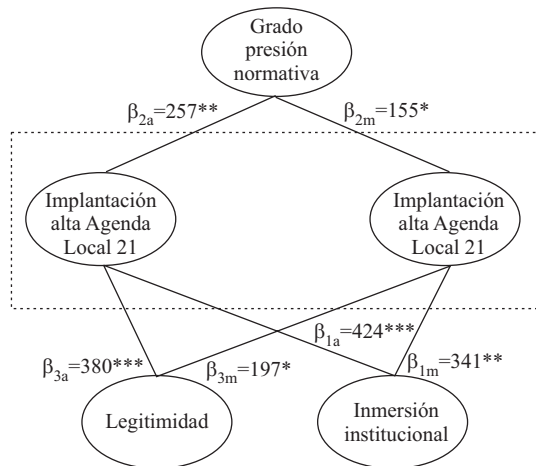 Grado
presión
normativa
β2a=257**
β2m=155*
Implantación
alta Agenda
Local 21
Implantación
alta Agenda
Local 21
β1a=424***
β3a=380***
β3m=197*
β1m=341**
Legitimidad
Inmersión
institucional